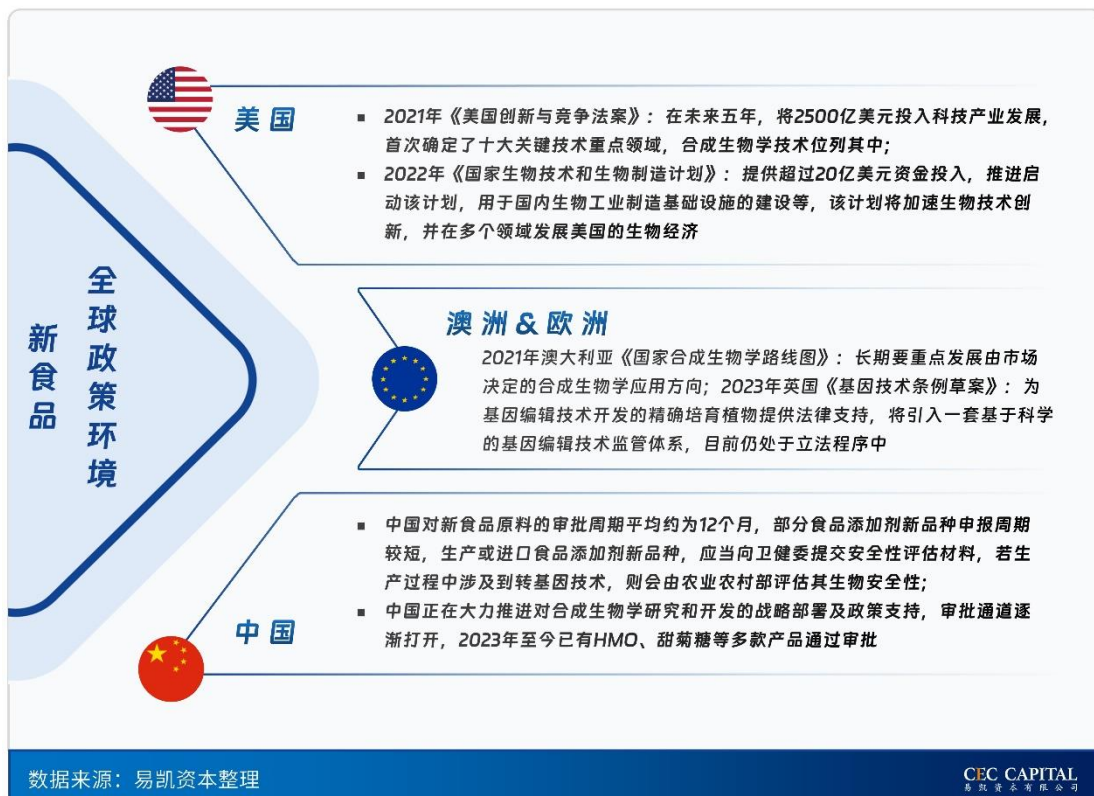 新食品
全球政策环境
美国
▪ 2021年《美国创新与竞争法案》：在未来五年，将2500亿美元投入科技产业发展，
首次确定了十大关键技术重点领域，合成生物学技术位列其中；
▪ 2022年《国家生物技术和生物制造计划》：提供超过20亿美元资金投入，推进启
动该计划，用于国内生物工业制造基础设施的建设等，该计划将加速生物技术创
新，并在多个领域发展美国的生物经济
澳洲&欧洲
2021年澳大利亚《国家合成生物学路线图》：长期要重点发展由市场
决定的合成生物学应用方向；2023年英国《基因技术条例草案》：为
基因编辑技术开发的精确培育植物提供法律支持，将引入一套基于科学
的基因编辑技术监管体系，目前仍处于立法程序中
中国
▪ 中国对新食品原料的审批周期平均约为12个月，部分食品添加剂新品种申报周期
较短，生产或进口食品添加剂新品种，应当向卫健委提交安全性评估材料，若生
产过程中涉及到转基因技术，则会由农业农村部评估其生物安全性；
▪ 中国正在大力推进对合成生物学研究和开发的战略部署及政策支持，审批通道逐
渐打开，2023年至今已有HMO、甜菊糖等多款产品通过审批
数据来源：易凯资本整理
CEC CAPITAL
易凯资本有限公司